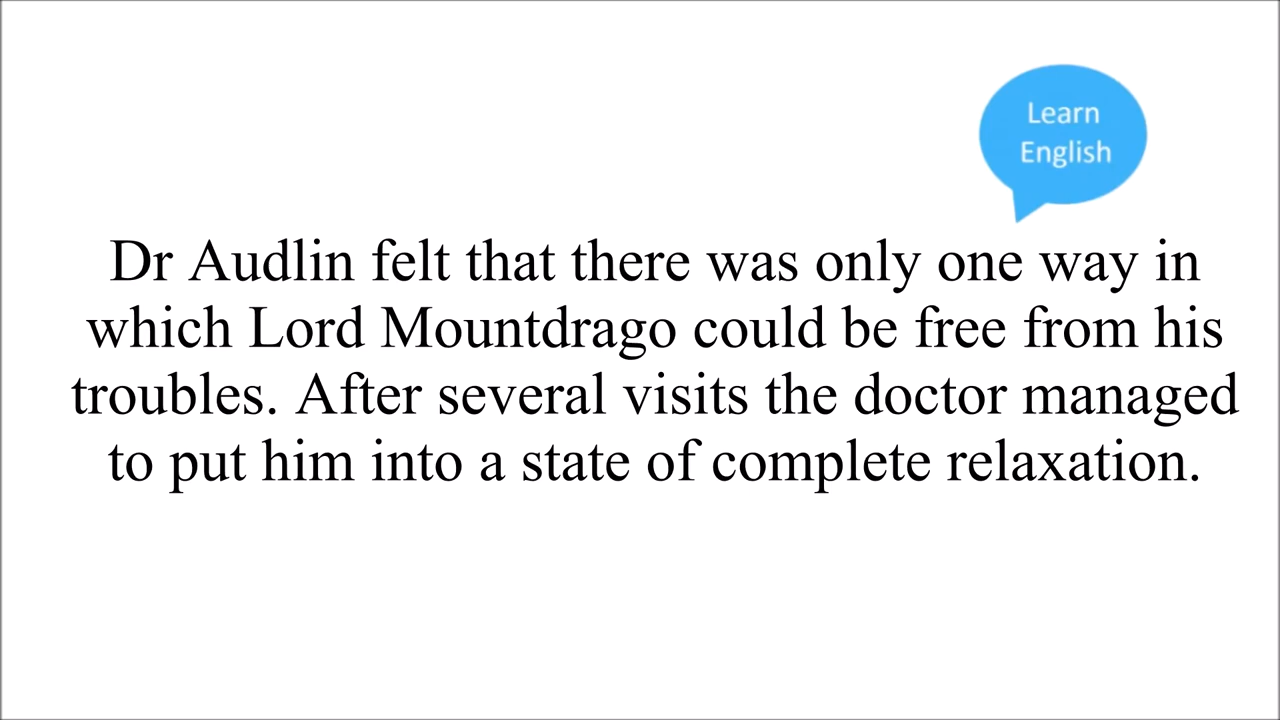 Learn
English
Dr Audlin felt that there was only one way in
which Lord Mountdrago could be free from his
troubles. After several visits the doctor managed
to put him into a state of complete relaxation.